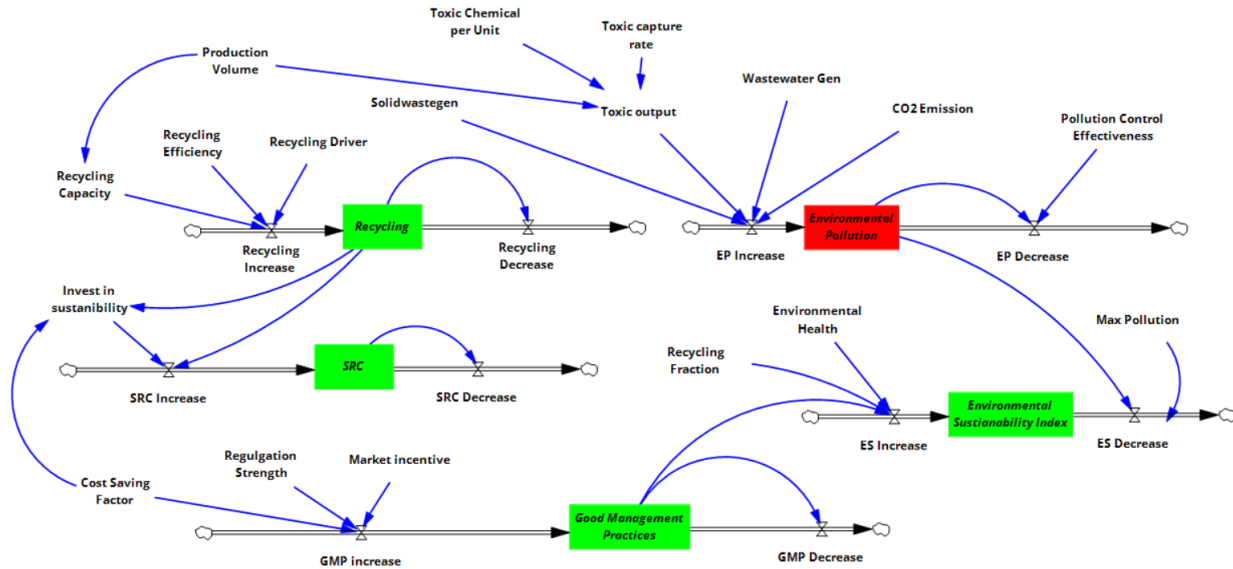 Toxic Chemical
per Unit
Toxic capture
rate
Production
Volume
Wastewater Gen
Solidwastegen
Toxic output
CO2 Emission
Pollution Control
Effectiveness
Recycling
Efficiency
Recycling Driver
Recycling
Capacity
Recycling
Environmental
Pollution
Recycling
Increase
Recycling
Decrease
EP Increase
EP Decrease
Invest in
sustanibility
Environmental
Health
Max Pollution
Recycling
Fraction
SRC
SRC Increase
SRC Decrease
Environmental
Sustianability Index
ES Increase
ES Decrease
Regulgation
Strength
Market incentive
Cost Saving
Factor
Good Management
Practices
GMP increase
GMP Decrease